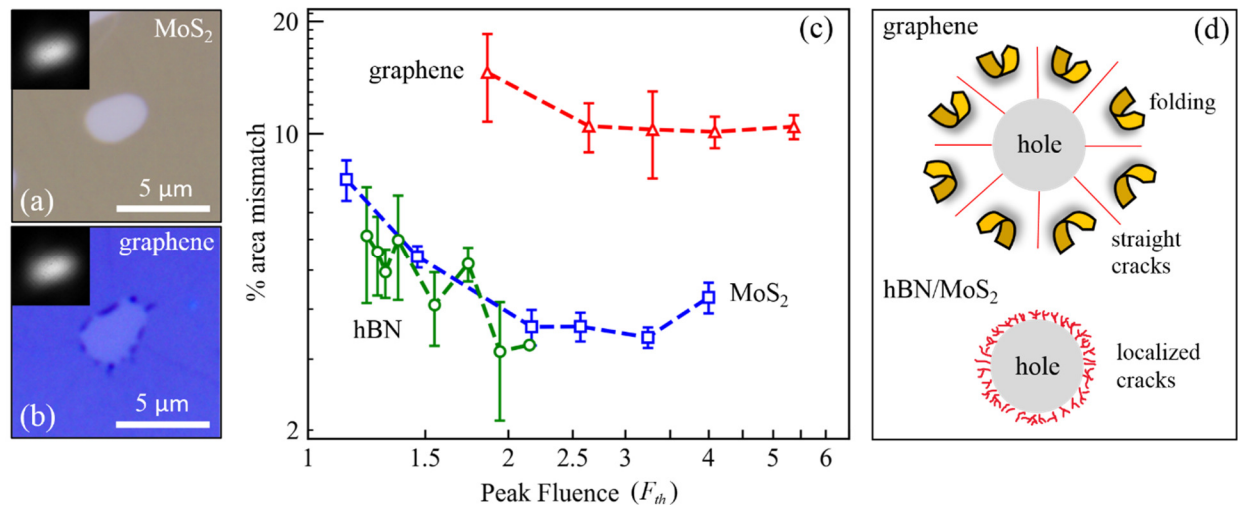 MoS2
(a)
5 μm
graphene
(b)
5 μm
(c)
20
10
2
% area mismatch
graphene
hBN
MoS2
1
1.5
2
2.5
3
4
5
6
Peak Fluence (Fth)
(d)
graphene
folding
hole
straight
cracks
hBN/MoS2
hole
localized
cracks